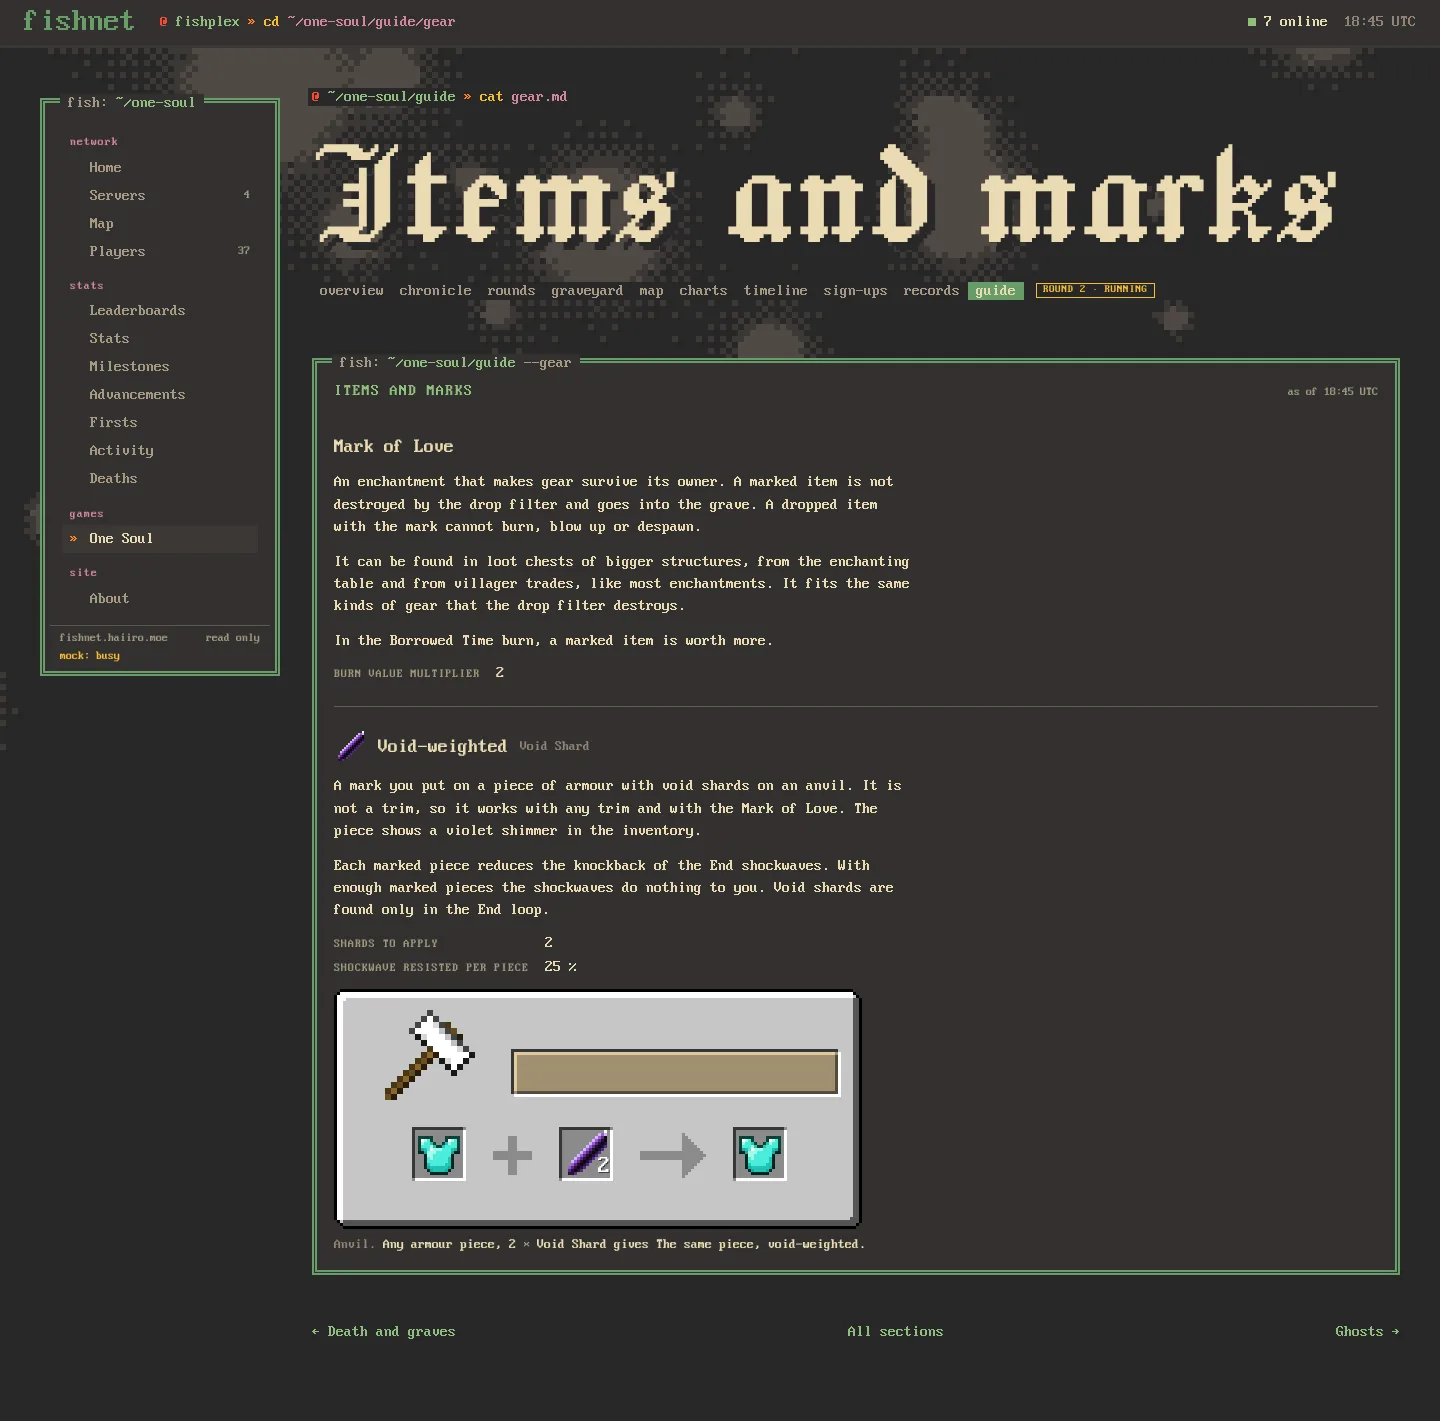 fishnet @ fishplex » cd ~/one-soul/guide/gear 7 online 18:45 UTC
fish: ~/one-soul
network
Home
Servers 4
Map
Players 37
stats
Leaderboards
Stats
Milestones
Advancements
Firsts
Activity
Deaths
games
» One Soul
site
About
fishnet.haiiro.moe read only
mock: busy
@ ~/one-soul/guide » cat gear.md
Items and marks
overview chronicle rounds graveyard map charts timeline sign-ups records guide ROUND 2 - RUNNING
fish: ~/one-soul/guide --gear
ITEMS AND MARKS as of 18:45 UTC
Mark of Love
An enchantment that makes gear survive its owner. A marked item is not
destroyed by the drop filter and goes into the grave. A dropped item
with the mark cannot burn, blow up or despawn.
It can be found in loot chests of bigger structures, from the enchanting
table and from villager trades, like most enchantments. It fits the same
kinds of gear that the drop filter destroys.
In the Borrowed Time burn, a marked item is worth more.
BURN VALUE MULTIPLIER 2
Void-weighted Void Shard
A mark you put on a piece of armour with void shards on an anvil. It is
not a trim, so it works with any trim and with the Mark of Love. The
piece shows a violet shimmer in the inventory.
Each marked piece reduces the knockback of the End shockwaves. With
enough marked pieces the shockwaves do nothing to you. Void shards are
found only in the End loop.
SHARDS TO APPLY 2
SHOCKWAVE RESISTED PER PIECE 25 %
2
Anvil. Any armour piece, 2 × Void Shard gives The same piece, void-weighted.
← Death and graves All sections Ghosts →